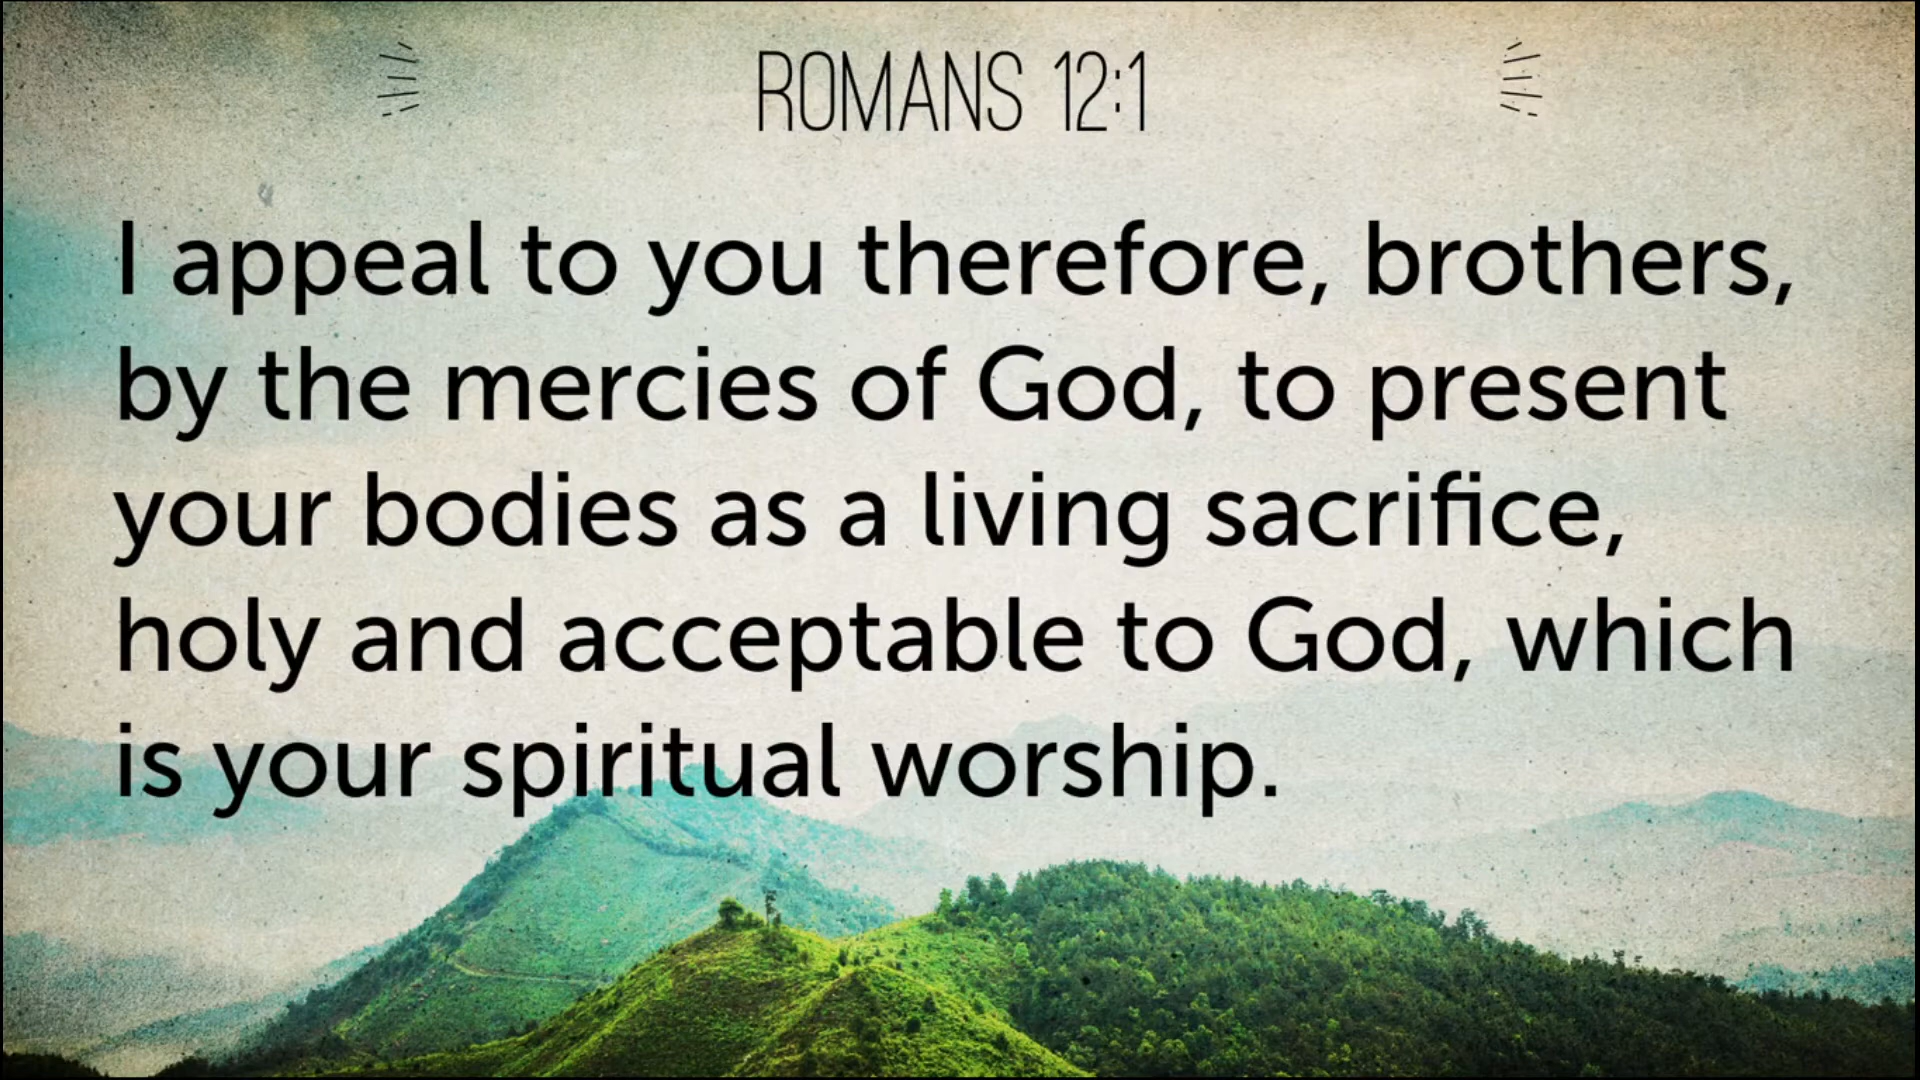 ROMANS 12:1
I appeal to you therefore, brothers,
by the mercies of God, to present
your bodies as a living sacrifice,
holy and acceptable to God, which
is your spiritual worship.